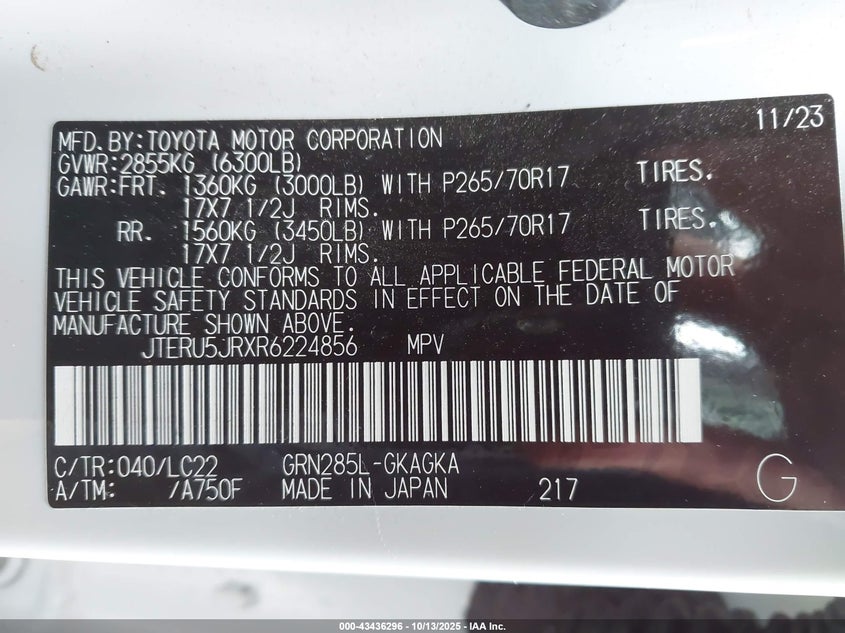 11/23
MFD. BY: TOYOTA MOTOR CORPORATION
GVWR: 2855KG (6300LB)
GAWR: FRT. 1360KG (3000LB) WITH P265/70R17 TIRES.
17X7 1/2J RIMS.
RR. 1560KG (3450LB) WITH P265/70R17 TIRES.
17X7 1/2J RIMS.
THIS VEHICLE CONFORMS TO ALL APPLICABLE FEDERAL MOTOR
VEHICLE SAFETY STANDARDS IN EFFECT ON THE DATE OF
MANUFACTURE SHOWN ABOVE.
JTERU5JRXR6224856 MPV
C/TR: 040/LC22 GRN285L-GKAGKA
A/TM: /A750F MADE IN JAPAN 217 G
000-43436296 - 10/13/2025 - IAA Inc.